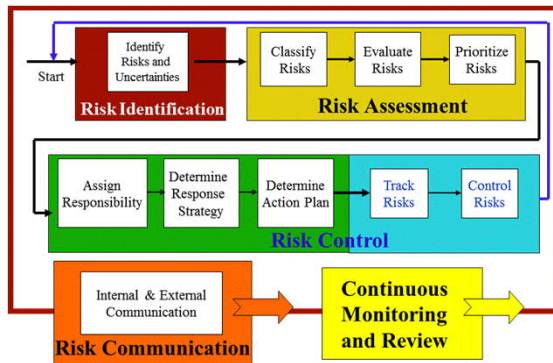 Start
Identify
Risks and
Uncertainties
Risk Identification
Classify
Risks
Evaluate
Risks
Prioritize
Risks
Risk Assessment
Assign
Responsibility
Determine
Response
Strategy
Determine
Action Plan
Track
Risks
Control
Risks
Risk Control
Internal & External
Communication
Risk Communication
Continuous
Monitoring
and Review